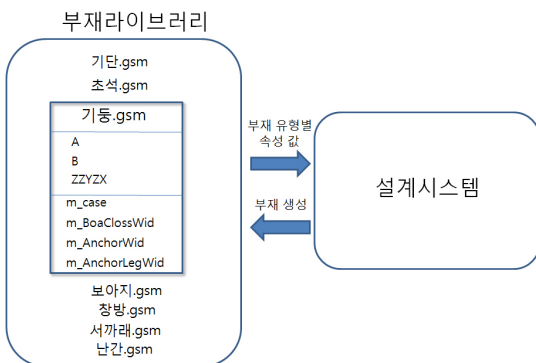 부재라이브러리
기단.gsm
초석.gsm
기둥.gsm
A
B
ZZYZX
m_case
m_BoaClossWid
m_AnchorWid
m_AnchorLegWid
보아지.gsm
창방.gsm
서까래.gsm
난간.gsm
부재 유형별
속성 값
부재 생성
설계시스템